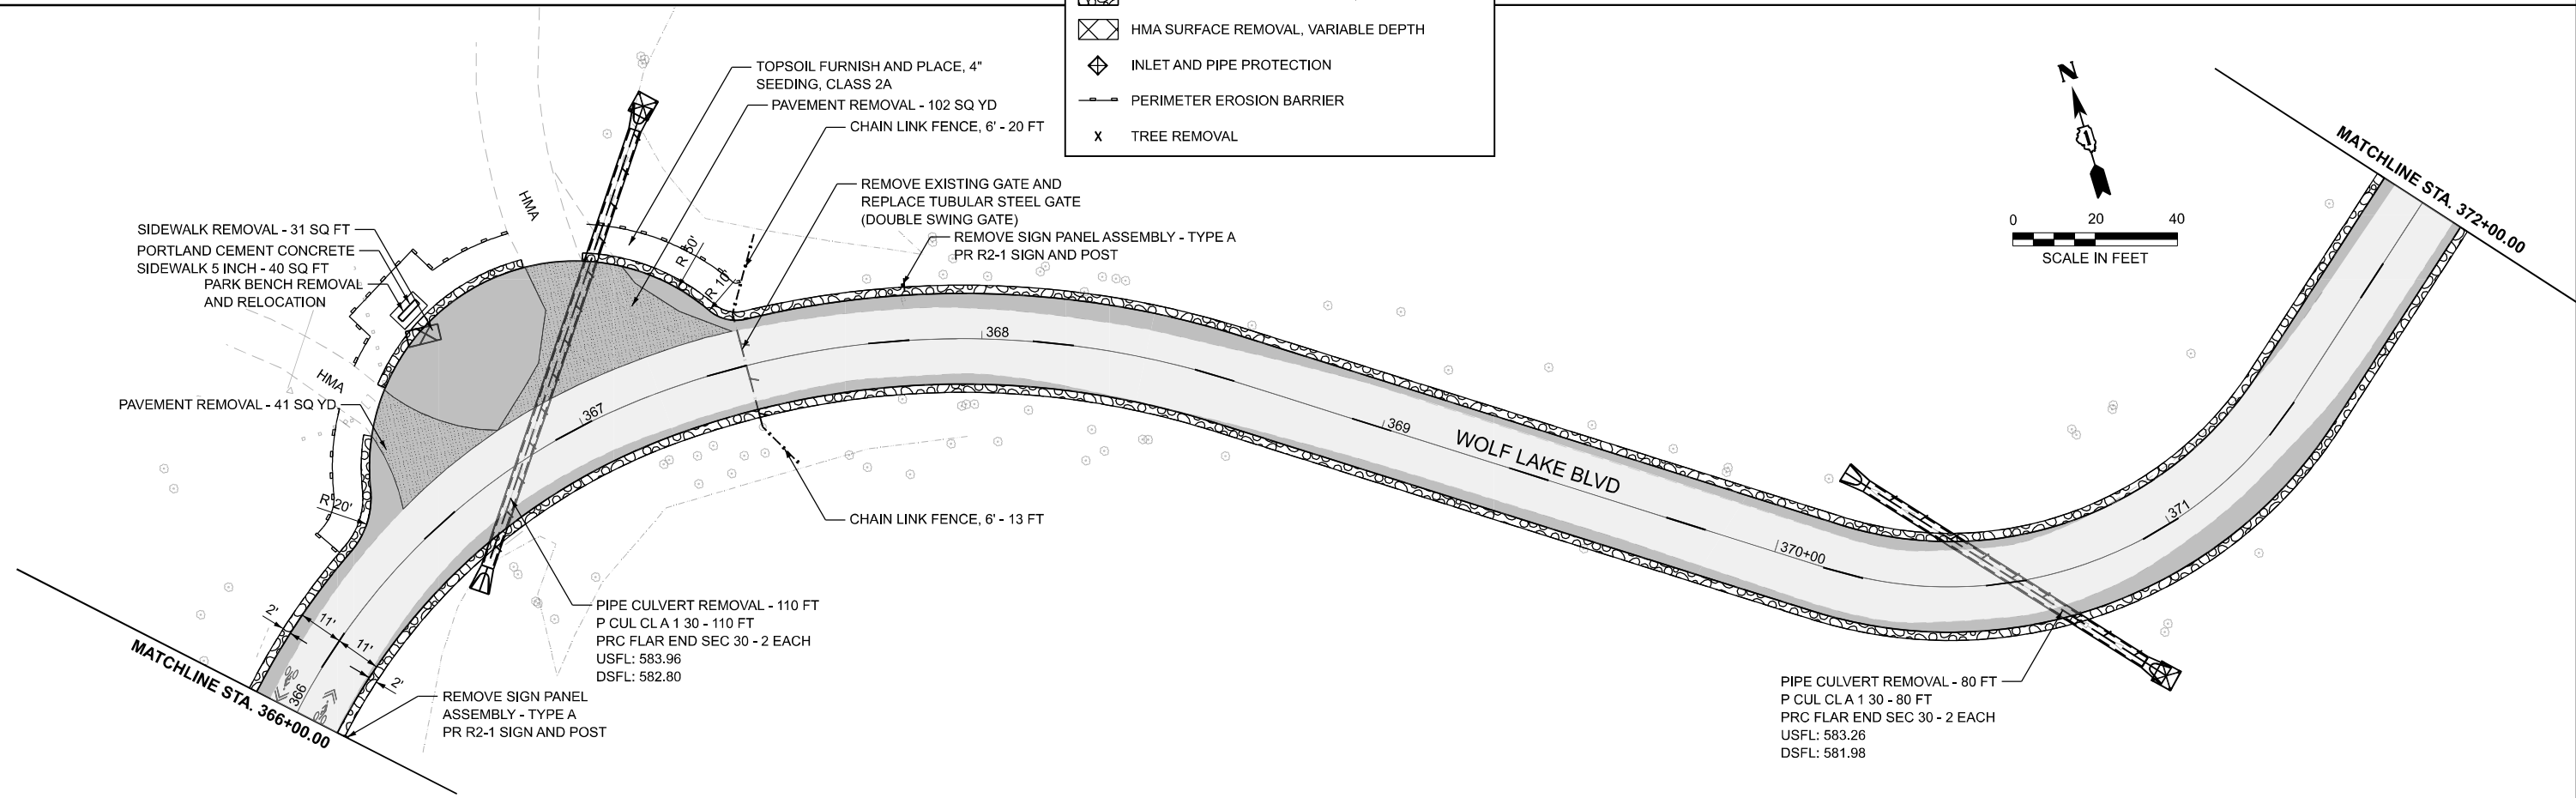 HMA SURFACE REMOVAL, VARIABLE DEPTH
INLET AND PIPE PROTECTION
PERIMETER EROSION BARRIER
X TREE REMOVAL
TOPSOIL FURNISH AND PLACE, 4"
SEEDING, CLASS 2A
PAVEMENT REMOVAL - 102 SQ YD
CHAIN LINK FENCE, 6' - 20 FT
REMOVE EXISTING GATE AND
REPLACE TUBULAR STEEL GATE
(DOUBLE SWING GATE)
REMOVE SIGN PANEL ASSEMBLY - TYPE A
PR R2-1 SIGN AND POST
HMA
SIDEWALK REMOVAL - 31 SQ FT
PORTLAND CEMENT CONCRETE
SIDEWALK 5 INCH - 40 SQ FT
PARK BENCH REMOVAL
AND RELOCATION
HMA
PAVEMENT REMOVAL - 41 SQ YD
R 10'
R 20'
N
0 20 40
SCALE IN FEET
MATCHLINE STA. 372+00.00
368
367
369
WOLF LAKE BLVD
370+00
371
CHAIN LINK FENCE, 6' - 13 FT
PIPE CULVERT REMOVAL - 110 FT
P CUL CL A 1 30 - 110 FT
PRC FLAR END SEC 30 - 2 EACH
USFL: 583.96
DSFL: 582.80
2'
11'
11'
2'
366
MATCHLINE STA. 366+00.00
REMOVE SIGN PANEL
ASSEMBLY - TYPE A
PR R2-1 SIGN AND POST
PIPE CULVERT REMOVAL - 80 FT
P CUL CL A 1 30 - 80 FT
PRC FLAR END SEC 30 - 2 EACH
USFL: 583.26
DSFL: 581.98